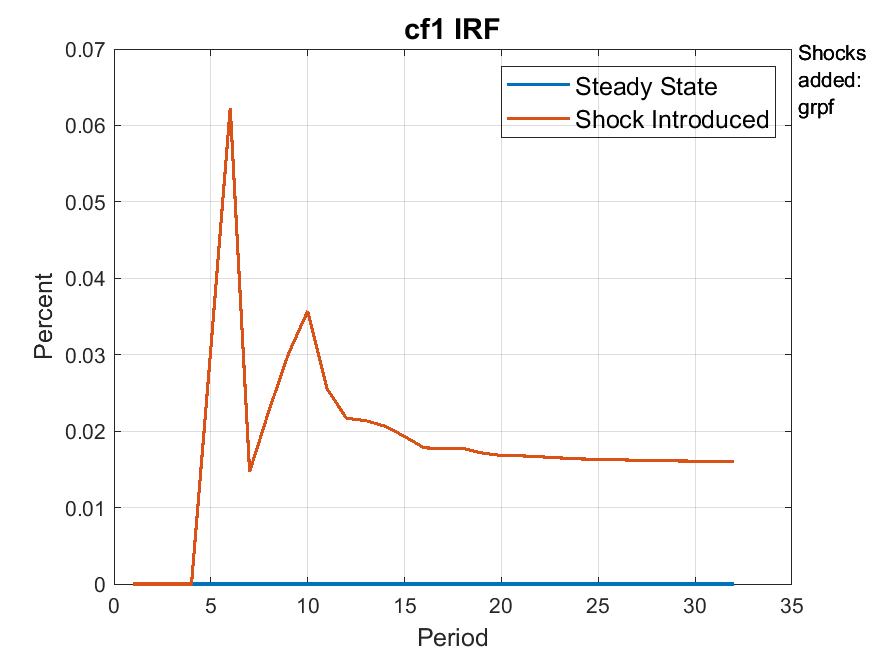 cf1 IRF
Shocks
added:
grpf
Steady State
Shock Introduced
0.07
0.06
0.05
0.04
0.03
0.02
0.01
0
Percent
0 5 10 15 20 25 30 35
Period